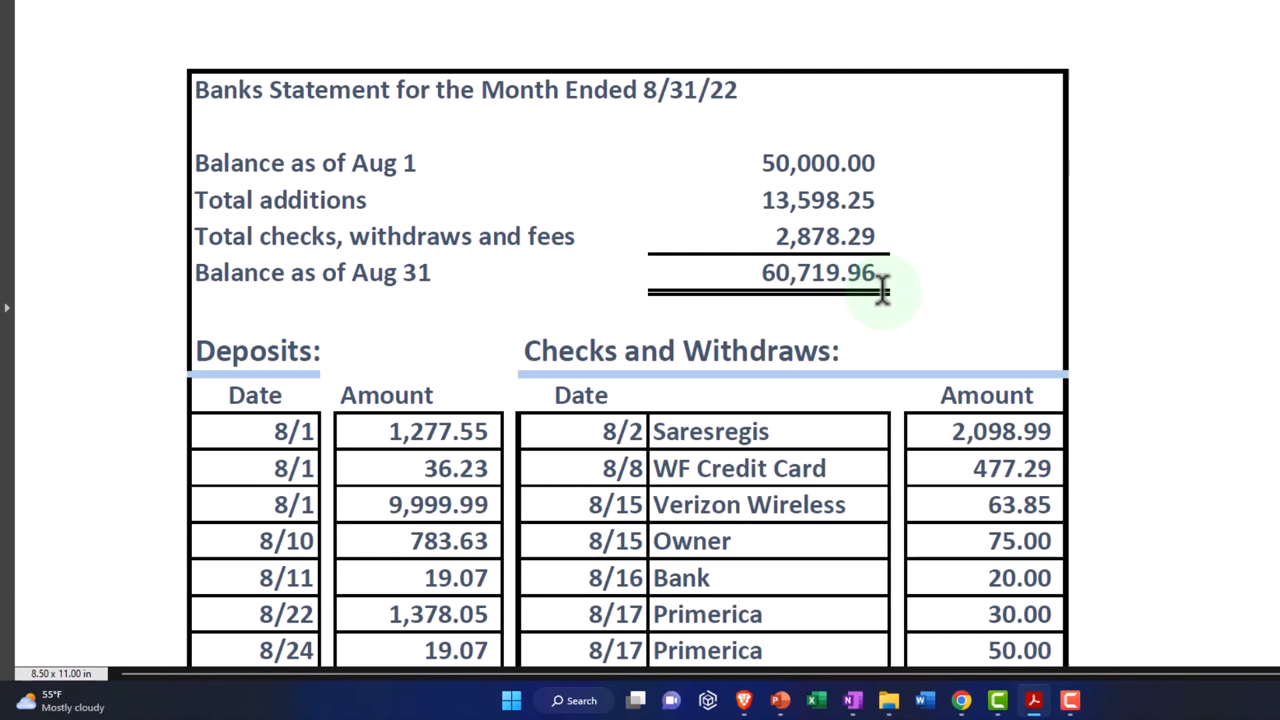 Banks Statement for the Month Ended 8/31/22
Balance as of Aug 1 50,000.00
Total additions 13,598.25
Total checks, withdraws and fees 2,878.29
Balance as of Aug 31 60,719.96
Deposits: Checks and Withdraws:
Date Amount Date Amount
8/1 1,277.55 8/2 Saresregis 2,098.99
8/1 36.23 8/8 WF Credit Card 477.29
8/1 9,999.99 8/15 Verizon Wireless 63.85
8/10 783.63 8/15 Owner 75.00
8/11 19.07 8/16 Bank 20.00
8/22 1,378.05 8/17 Primerica 30.00
8/24 19.07 8/17 Primerica 50.00
8.50 x 11.00 in
55°F
Mostly cloudy
Search